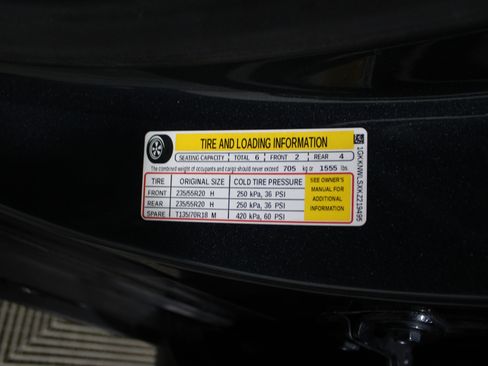 TIRE AND LOADING INFORMATION
SEATING CAPACITY TOTAL 6 FRONT 2 REAR 4
The combined weight of occupants and cargo should never exceed 705 kg or 1555 lbs
TIRE ORIGINAL SIZE COLD TIRE PRESSURE
FRONT 235/55R20 H 250 kPa, 36 PSI
REAR 235/55R20 H 250 kPa, 36 PSI
SPARE T135/70R18 M 420 kPa, 60 PSI
SEE OWNER'S
MANUAL FOR
ADDITIONAL
INFORMATION
1GKKNWLSXKZ219495